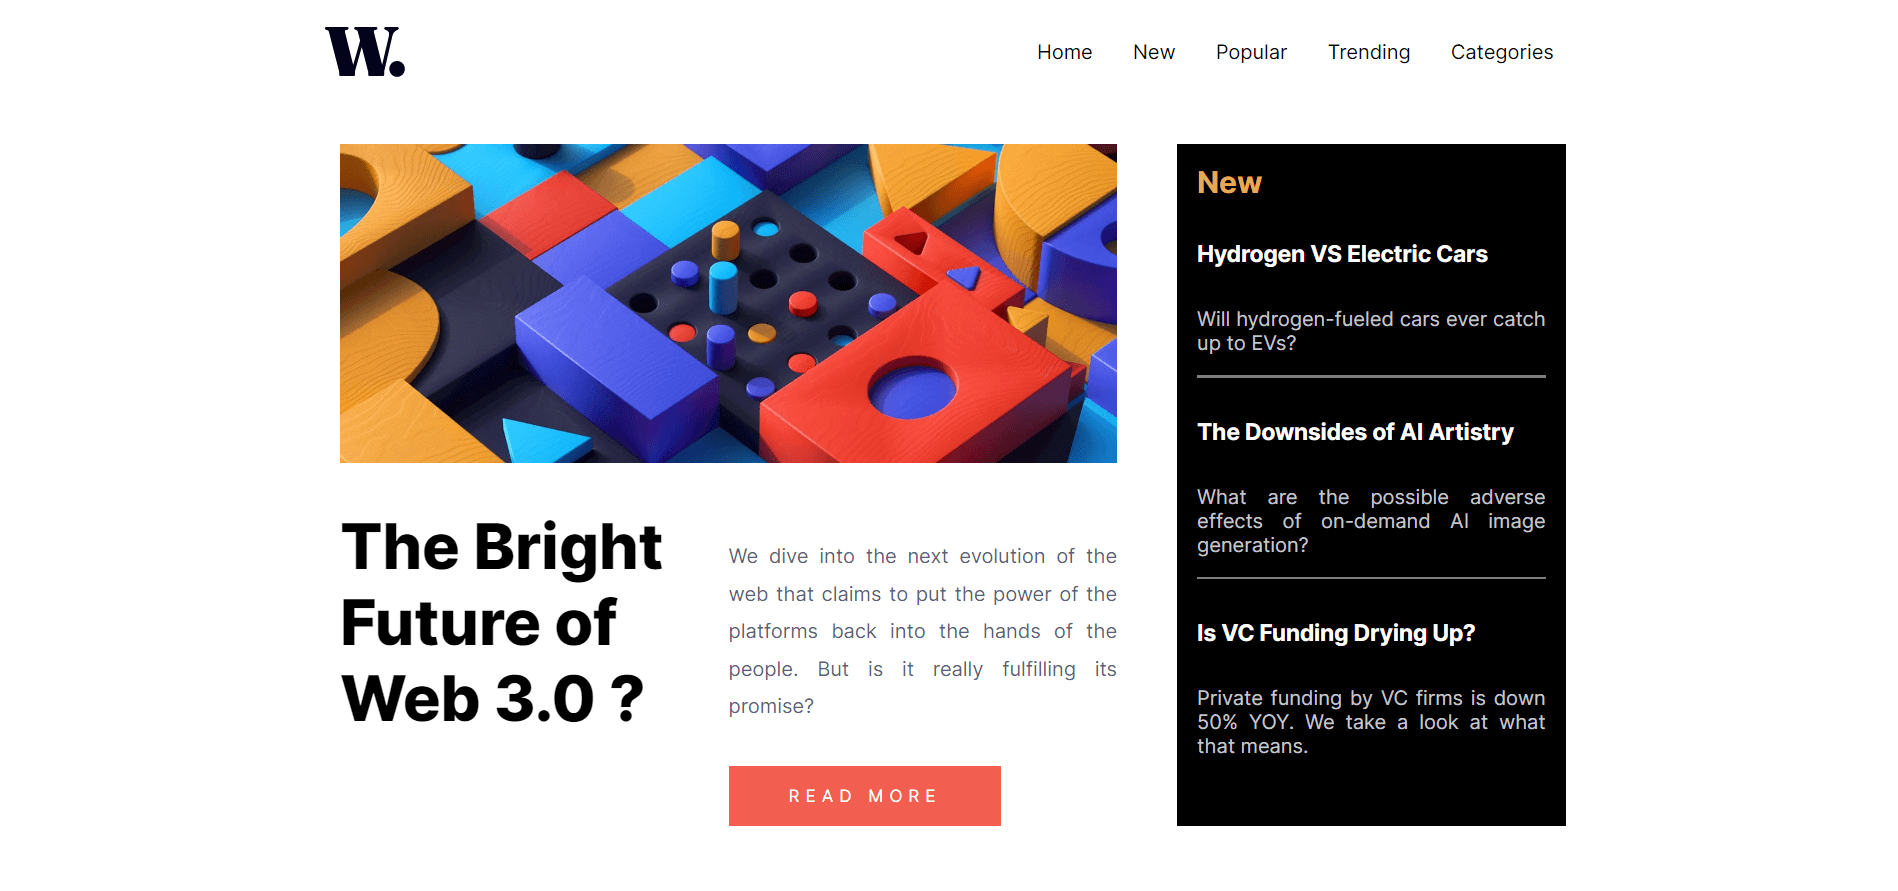 W.
Home New Popular Trending Categories
The Bright
Future of
Web 3.0 ?
We dive into the next evolution of the
web that claims to put the power of the
platforms back into the hands of the
people. But is it really fulfilling its
promise?
READ MORE
New
Hydrogen VS Electric Cars
Will hydrogen-fueled cars ever catch
up to EVs?
The Downsides of AI Artistry
What are the possible adverse
effects of on-demand AI image
generation?
Is VC Funding Drying Up?
Private funding by VC firms is down
50% YOY. We take a look at what
that means.